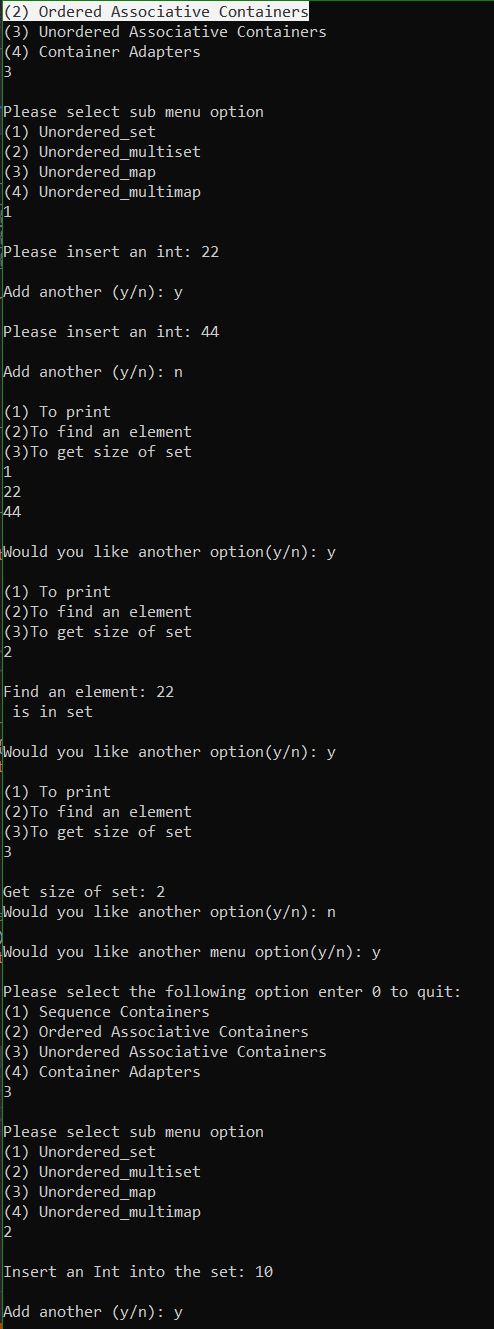 (2) Ordered Associative Containers
(3) Unordered Associative Containers
(4) Container Adapters
3
Please select sub menu option
(1) Unordered_set
(2) Unordered_multiset
(3) Unordered_map
(4) Unordered_multimap
1
Please insert an int: 22
Add another (y/n): y
Please insert an int: 44
Add another (y/n): n
(1) To print
(2)To find an element
(3)To get size of set
1
22
44
Would you like another option(y/n): y
(1) To print
(2)To find an element
(3)To get size of set
2
Find an element: 22
is in set
Would you like another option(y/n): y
(1) To print
(2)To find an element
(3)To get size of set
3
Get size of set: 2
Would you like another option(y/n): n
Would you like another menu option(y/n): y
Please select the following option enter 0 to quit:
(1) Sequence Containers
(2) Ordered Associative Containers
(3) Unordered Associative Containers
(4) Container Adapters
3
Please select sub menu option
(1) Unordered_set
(2) Unordered_multiset
(3) Unordered_map
(4) Unordered_multimap
2
Insert an Int into the set: 10
Add another (y/n): y